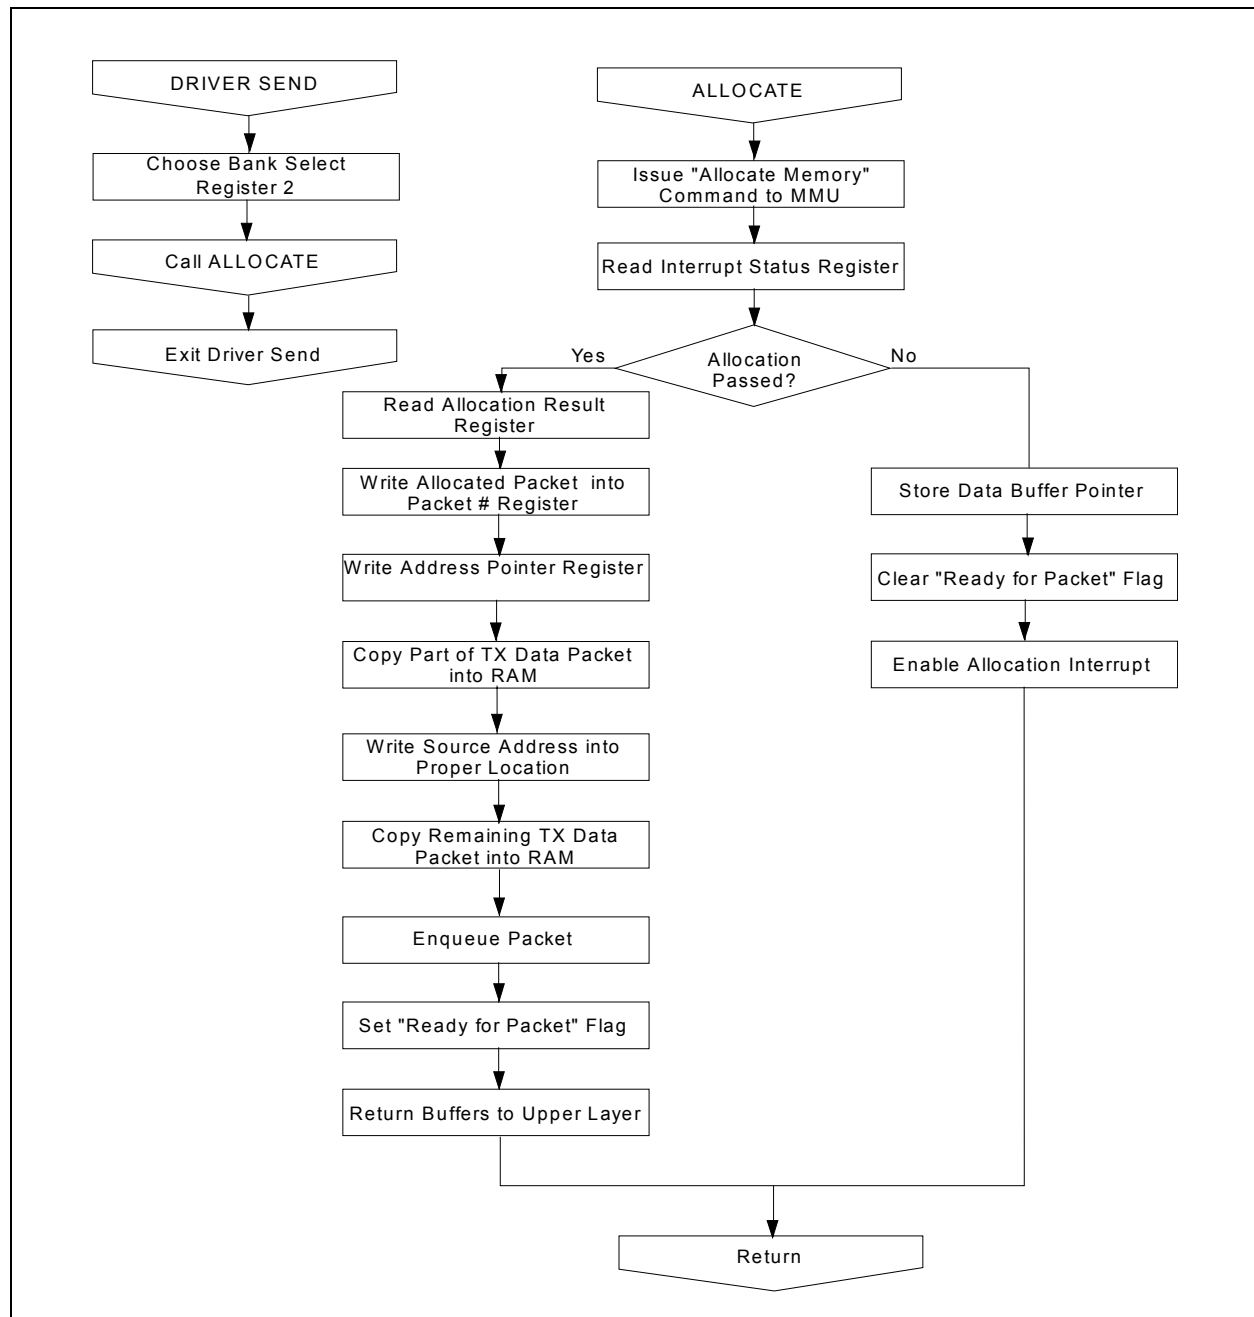 DRIVER SEND
Choose Bank Select
Register 2
Call ALLOCATE
Exit Driver Send
ALLOCATE
Issue "Allocate Memory"
Command to MMU
Read Interrupt Status Register
Allocation
Passed?
Yes
No
Read Allocation Result
Register
Write Allocated Packet into
Packet # Register
Write Address Pointer Register
Copy Part of TX Data Packet
into RAM
Write Source Address into
Proper Location
Copy Remaining TX Data
Packet into RAM
Enqueue Packet
Set "Ready for Packet" Flag
Return Buffers to Upper Layer
Store Data Buffer Pointer
Clear "Ready for Packet" Flag
Enable Allocation Interrupt
Return